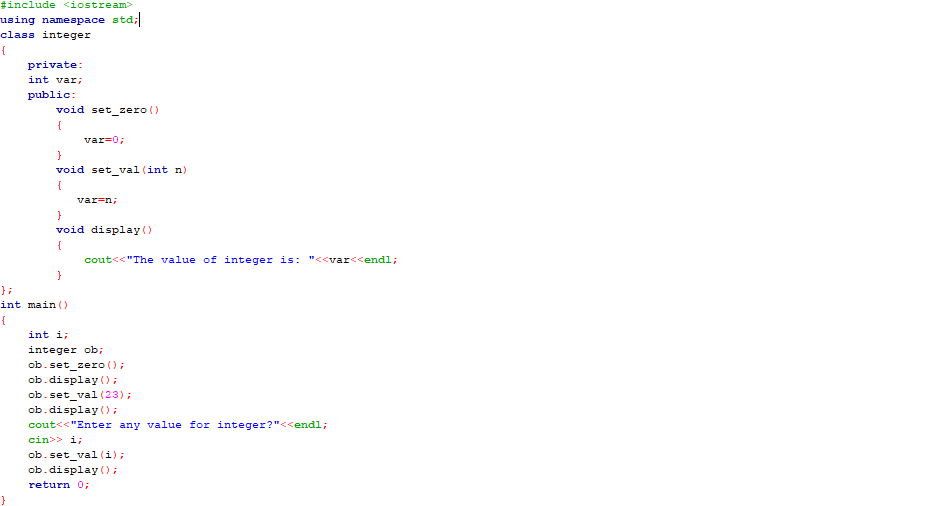 #include <iostream>
using namespace std;
class integer
{
    private:
    int var;
    public:
        void set_zero()
        {
            var=0;
        }
        void set_val(int n)
        {
           var=n;
        }
        void display()
        {
            cout<<"The value of integer is: "<<var<<endl;
        }
};
int main()
{
    int i;
    integer ob;
    ob.set_zero();
    ob.display();
    ob.set_val(23);
    ob.display();
    cout<<"Enter any value for integer?"<<endl;
    cin>> i;
    ob.set_val(i);
    ob.display();
    return 0;
}